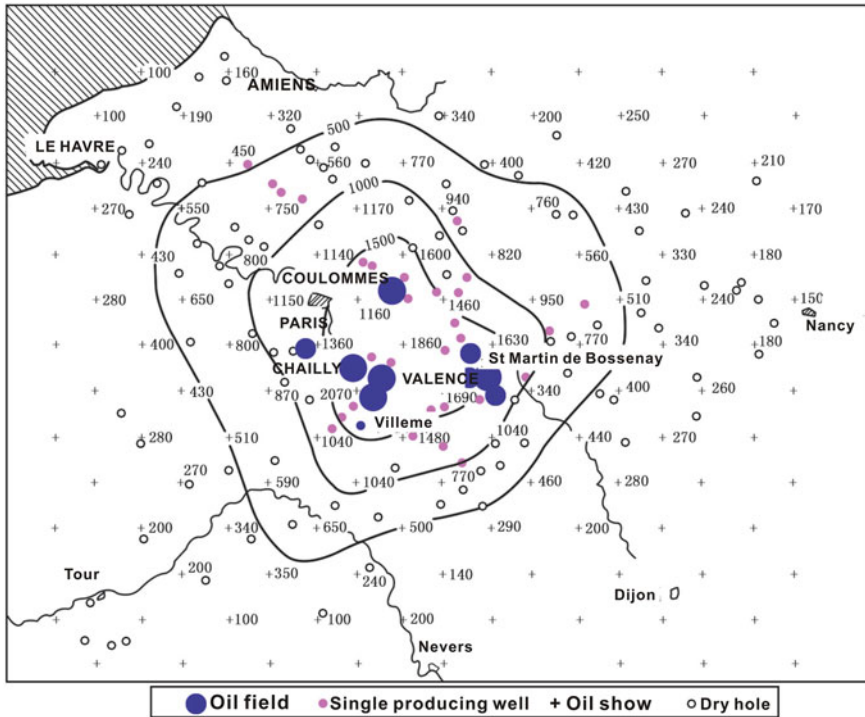 +100 +160
AMIENS
+100 +190 +320 +340 +200 +250
500
LE HAVRE
+240 450 +560 +770 +400 +420 +270 +210
1000
+270 +550 +750 +1170 +940 760 +430 +240 +170
1500
430 800 +1140 +1600 +820 +560 +330 +180
COULOMMES
+280 +650 +1150 1160 +1460 +950 +510 +240 +150
PARIS
Nancy
+400 +800 +1360 +1860 +1630 +770 +340 +180
St Martin de Bossenay
CHAILLY
VALENCE
+430 +870 2070 +1690 +340 +400 +260
Villeme
+280 +510 +1040 +1480 1040 +440 +270
270 +590 +1040 770 +460 +280
+200 +340 +650 +500 +290 +200
Tour
200 +350 240 +140
Dijon
+100 +100 +200
Nevers
Oil field Single producing well + Oil show Dry hole